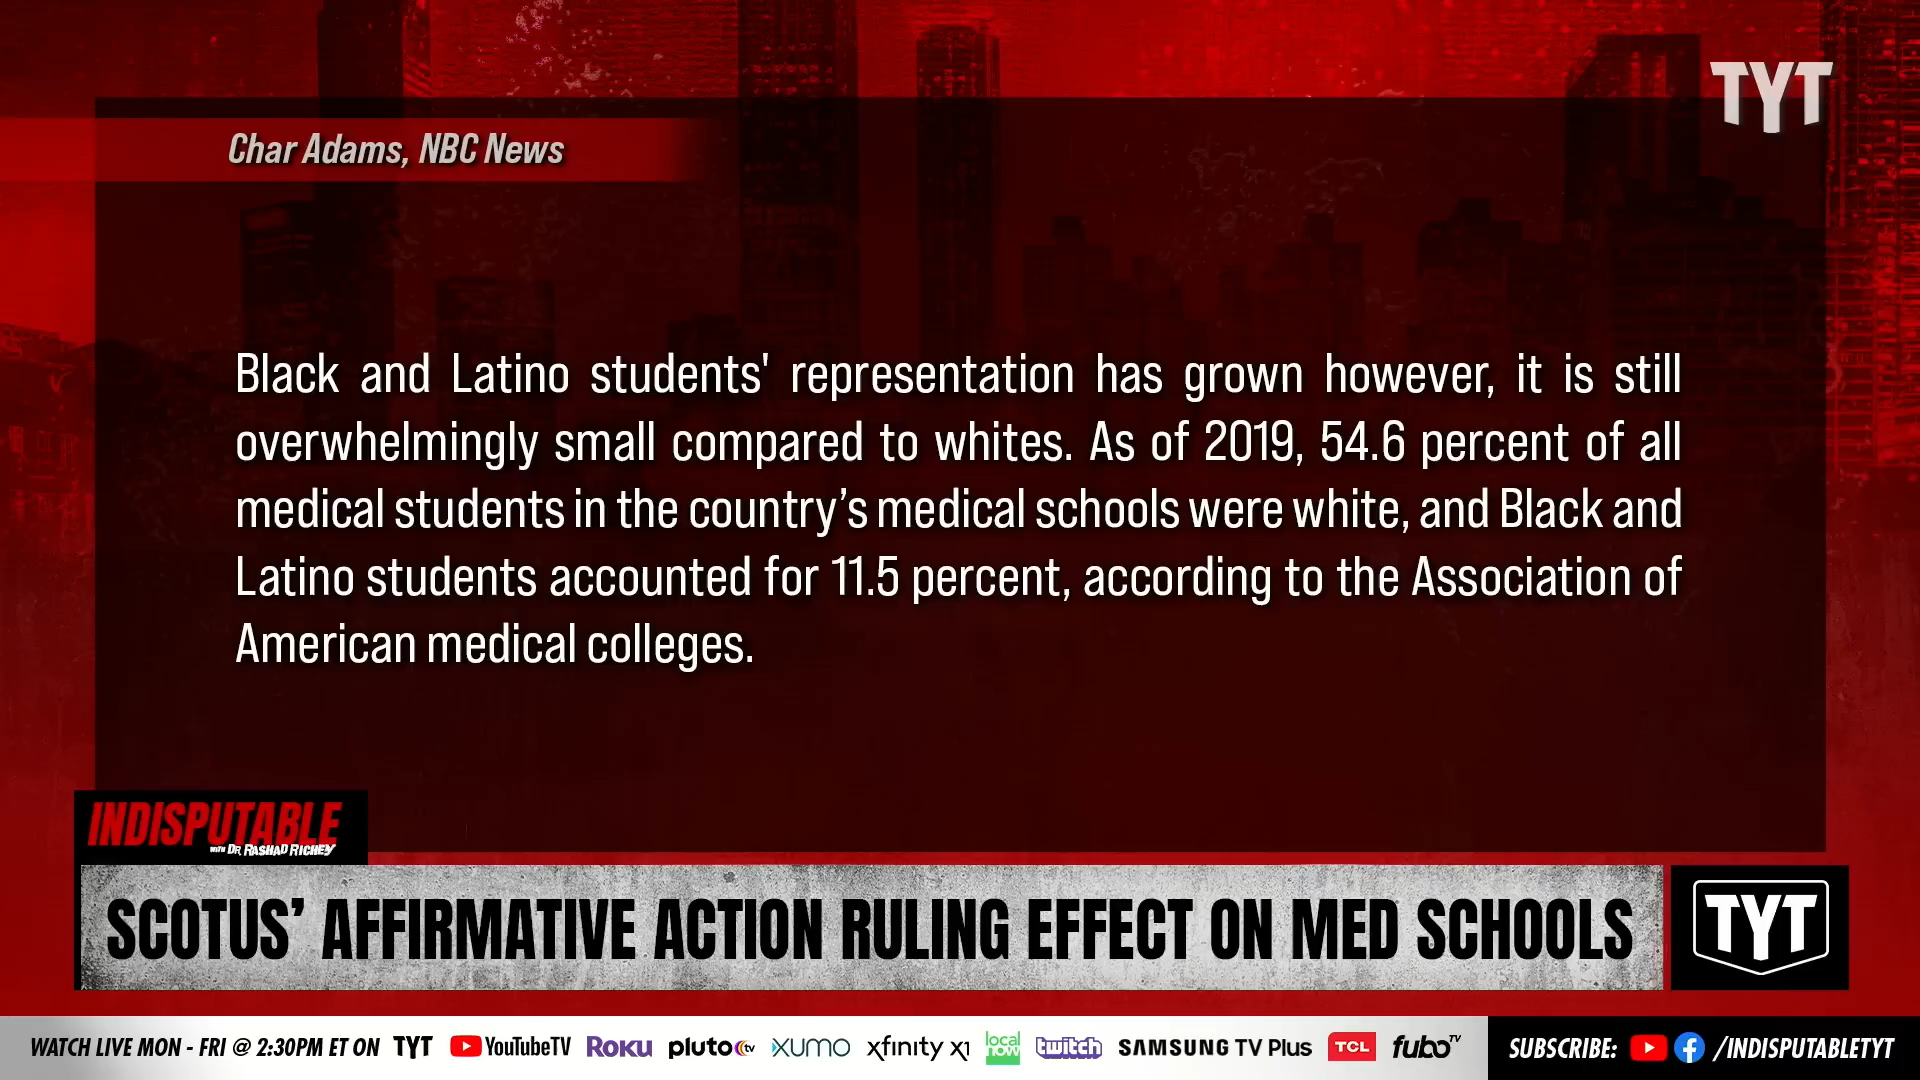 TYT
Char Adams, NBC News
Black and Latino students' representation has grown however, it is still
overwhelmingly small compared to whites. As of 2019, 54.6 percent of all
medical students in the country’s medical schools were white, and Black and
Latino students accounted for 11.5 percent, according to the Association of
American medical colleges.
INDISPUTABLE
WITH DR RASHAD RICHEY
SCOTUS’ AFFIRMATIVE ACTION RULING EFFECT ON MED SCHOOLS
TYT
WATCH LIVE MON - FRI @ 2:30PM ET ON TYT YouTubeTV ROKU pluto tv XUMO xfinity x1 local now twitch SAMSUNG TV Plus TCL fubo TV SUBSCRIBE: /INDISPUTABLETYT